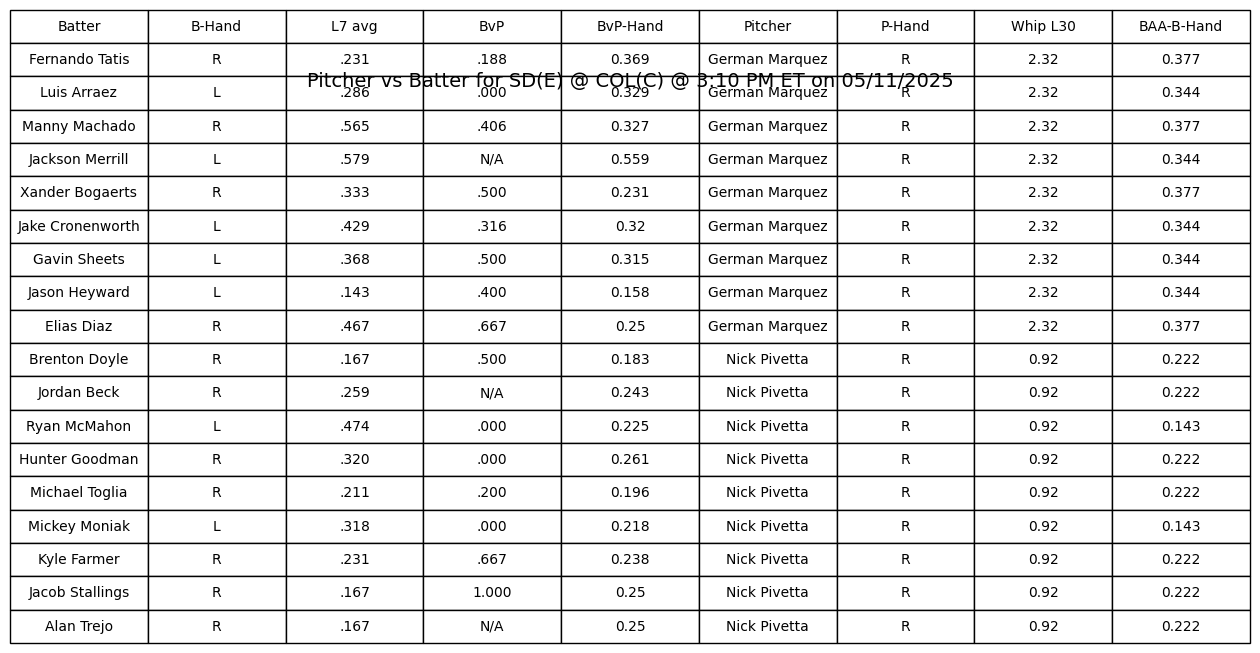 Batter B-Hand L7 avg BvP BvP-Hand Pitcher P-Hand Whip L30 BAA-B-Hand
Fernando Tatis R .231 .188 0.369 German Marquez R 2.32 0.377
Pitcher vs Batter for SD(E) @ COL(C) @ 3:10 PM ET on 05/11/2025
Luis Arraez L .286 .000 0.329 German Marquez R 2.32 0.344
Manny Machado R .565 .406 0.327 German Marquez R 2.32 0.377
Jackson Merrill L .579 N/A 0.559 German Marquez R 2.32 0.344
Xander Bogaerts R .333 .500 0.231 German Marquez R 2.32 0.377
Jake Cronenworth L .429 .316 0.32 German Marquez R 2.32 0.344
Gavin Sheets L .368 .500 0.315 German Marquez R 2.32 0.344
Jason Heyward L .143 .400 0.158 German Marquez R 2.32 0.344
Elias Diaz R .467 .667 0.25 German Marquez R 2.32 0.377
Brenton Doyle R .167 .500 0.183 Nick Pivetta R 0.92 0.222
Jordan Beck R .259 N/A 0.243 Nick Pivetta R 0.92 0.222
Ryan McMahon L .474 .000 0.225 Nick Pivetta R 0.92 0.143
Hunter Goodman R .320 .000 0.261 Nick Pivetta R 0.92 0.222
Michael Toglia R .211 .200 0.196 Nick Pivetta R 0.92 0.222
Mickey Moniak L .318 .000 0.218 Nick Pivetta R 0.92 0.143
Kyle Farmer R .231 .667 0.238 Nick Pivetta R 0.92 0.222
Jacob Stallings R .167 1.000 0.25 Nick Pivetta R 0.92 0.222
Alan Trejo R .167 N/A 0.25 Nick Pivetta R 0.92 0.222